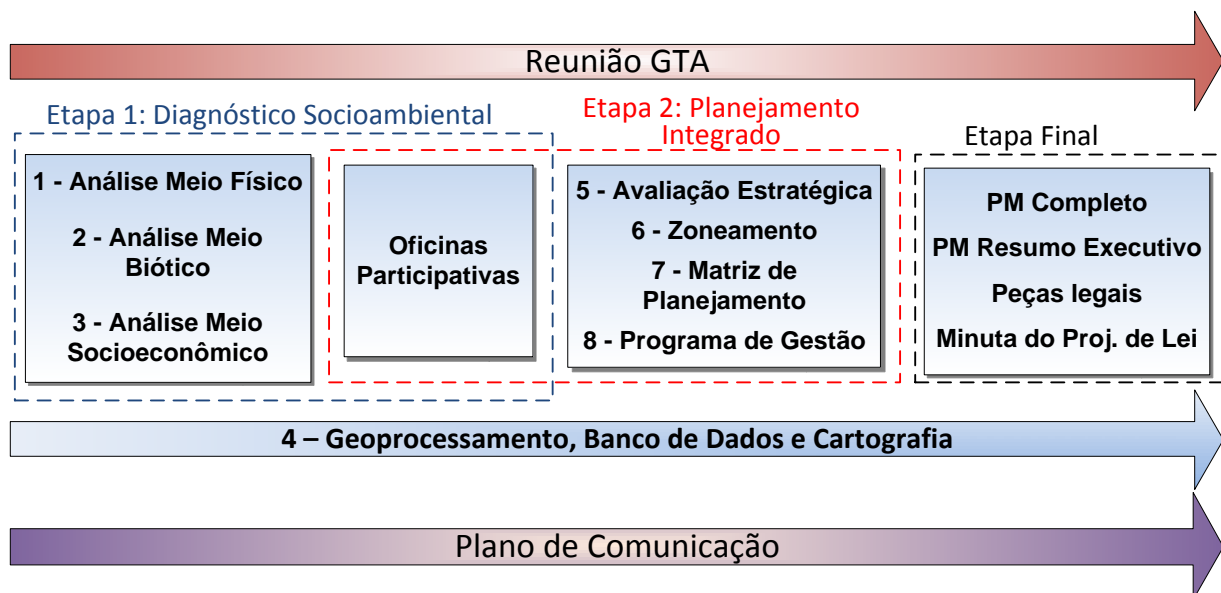 Reunião GTA
Etapa 1: Diagnóstico Socioambiental
1 - Análise Meio Físico
2 - Análise Meio
Biótico
3 - Análise Meio
Socioeconômico
Oficinas
Participativas
Etapa 2: Planejamento
Integrado
5 - Avaliação Estratégica
6 - Zoneamento
7 - Matriz de
Planejamento
8 - Programa de Gestão
Etapa Final
PM Completo
PM Resumo Executivo
Peças legais
Minuta do Proj. de Lei
4 – Geoprocessamento, Banco de Dados e Cartografia
Plano de Comunicação